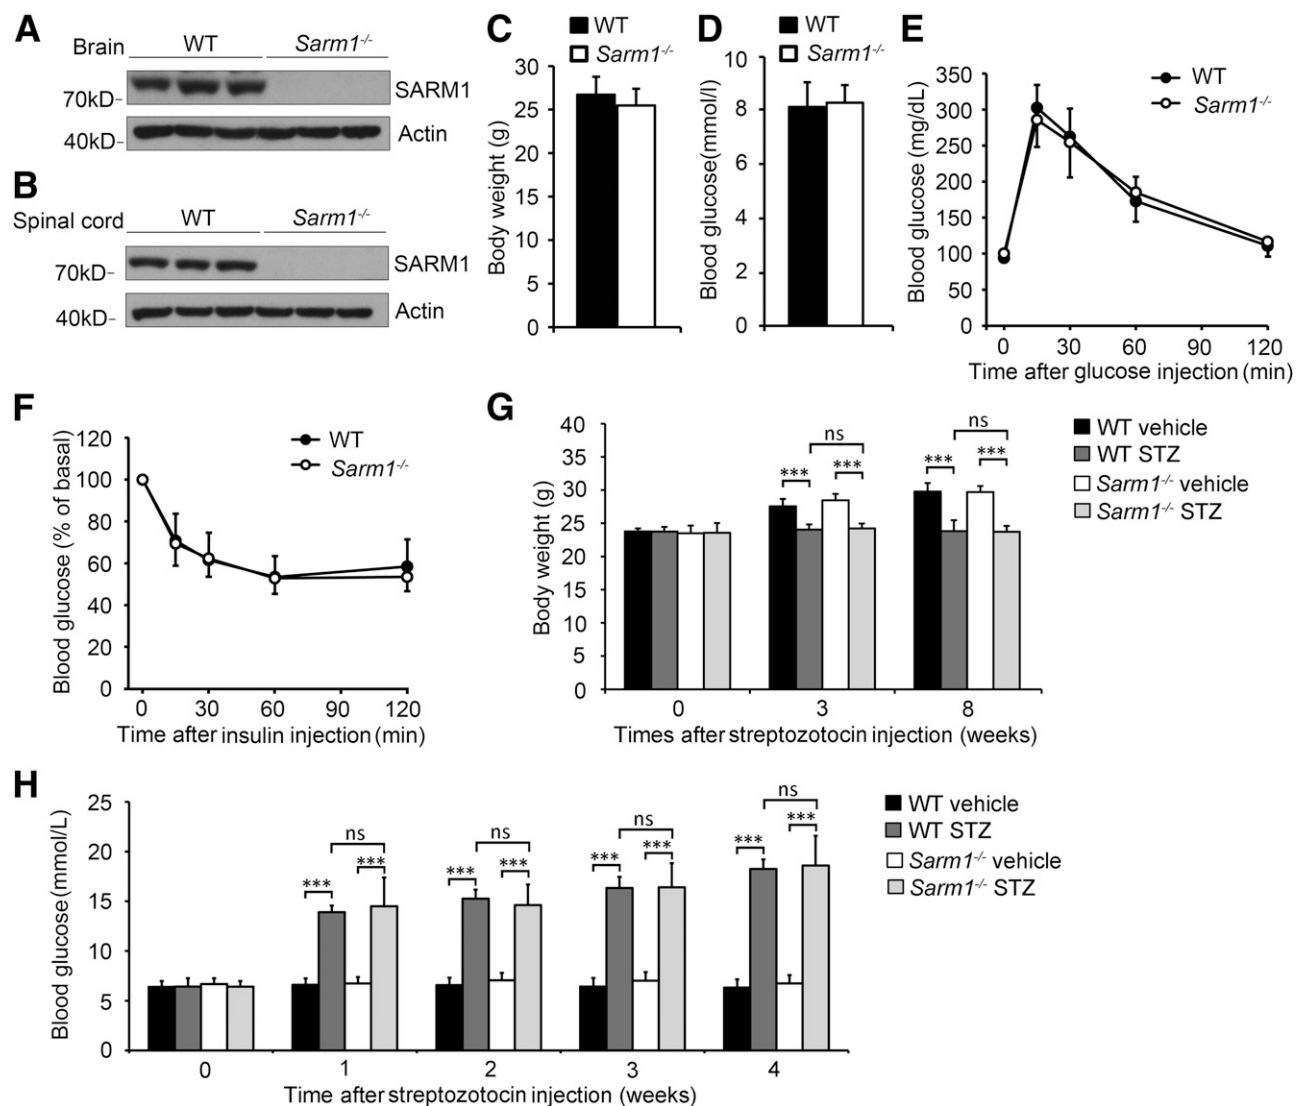 A
Brain WT Sarm1-/-
70kD- SARM1
40kD- Actin
B
Spinal cord WT Sarm1-/-
70kD- SARM1
40kD- Actin
C
WT
Sarm1-/-
Body weight (g)
30
25
20
15
10
5
0
D
WT
Sarm1-/-
Blood glucose(mmol/l)
10
8
6
4
2
0
E
WT
Sarm1-/-
Blood glucose (mg/dL)
350
300
250
200
150
100
50
0
0 30 60 90 120
Time after glucose injection (min)
F
WT
Sarm1-/-
Blood glucose (% of basal)
120
100
80
60
40
20
0
0 30 60 90 120
Time after insulin injection (min)
G
Body weight (g)
40
35
30
25
20
15
10
5
0
ns ns
*** *** *** ***
0 3 8
Times after streptozotocin injection (weeks)
WT vehicle
WT STZ
Sarm1-/- vehicle
Sarm1-/- STZ
H
Blood glucose (mmol/L)
25
20
15
10
5
0
ns ns ns ns
*** *** *** *** *** *** *** ***
0 1 2 3 4
Time after streptozotocin injection (weeks)
WT vehicle
WT STZ
Sarm1-/- vehicle
Sarm1-/- STZ